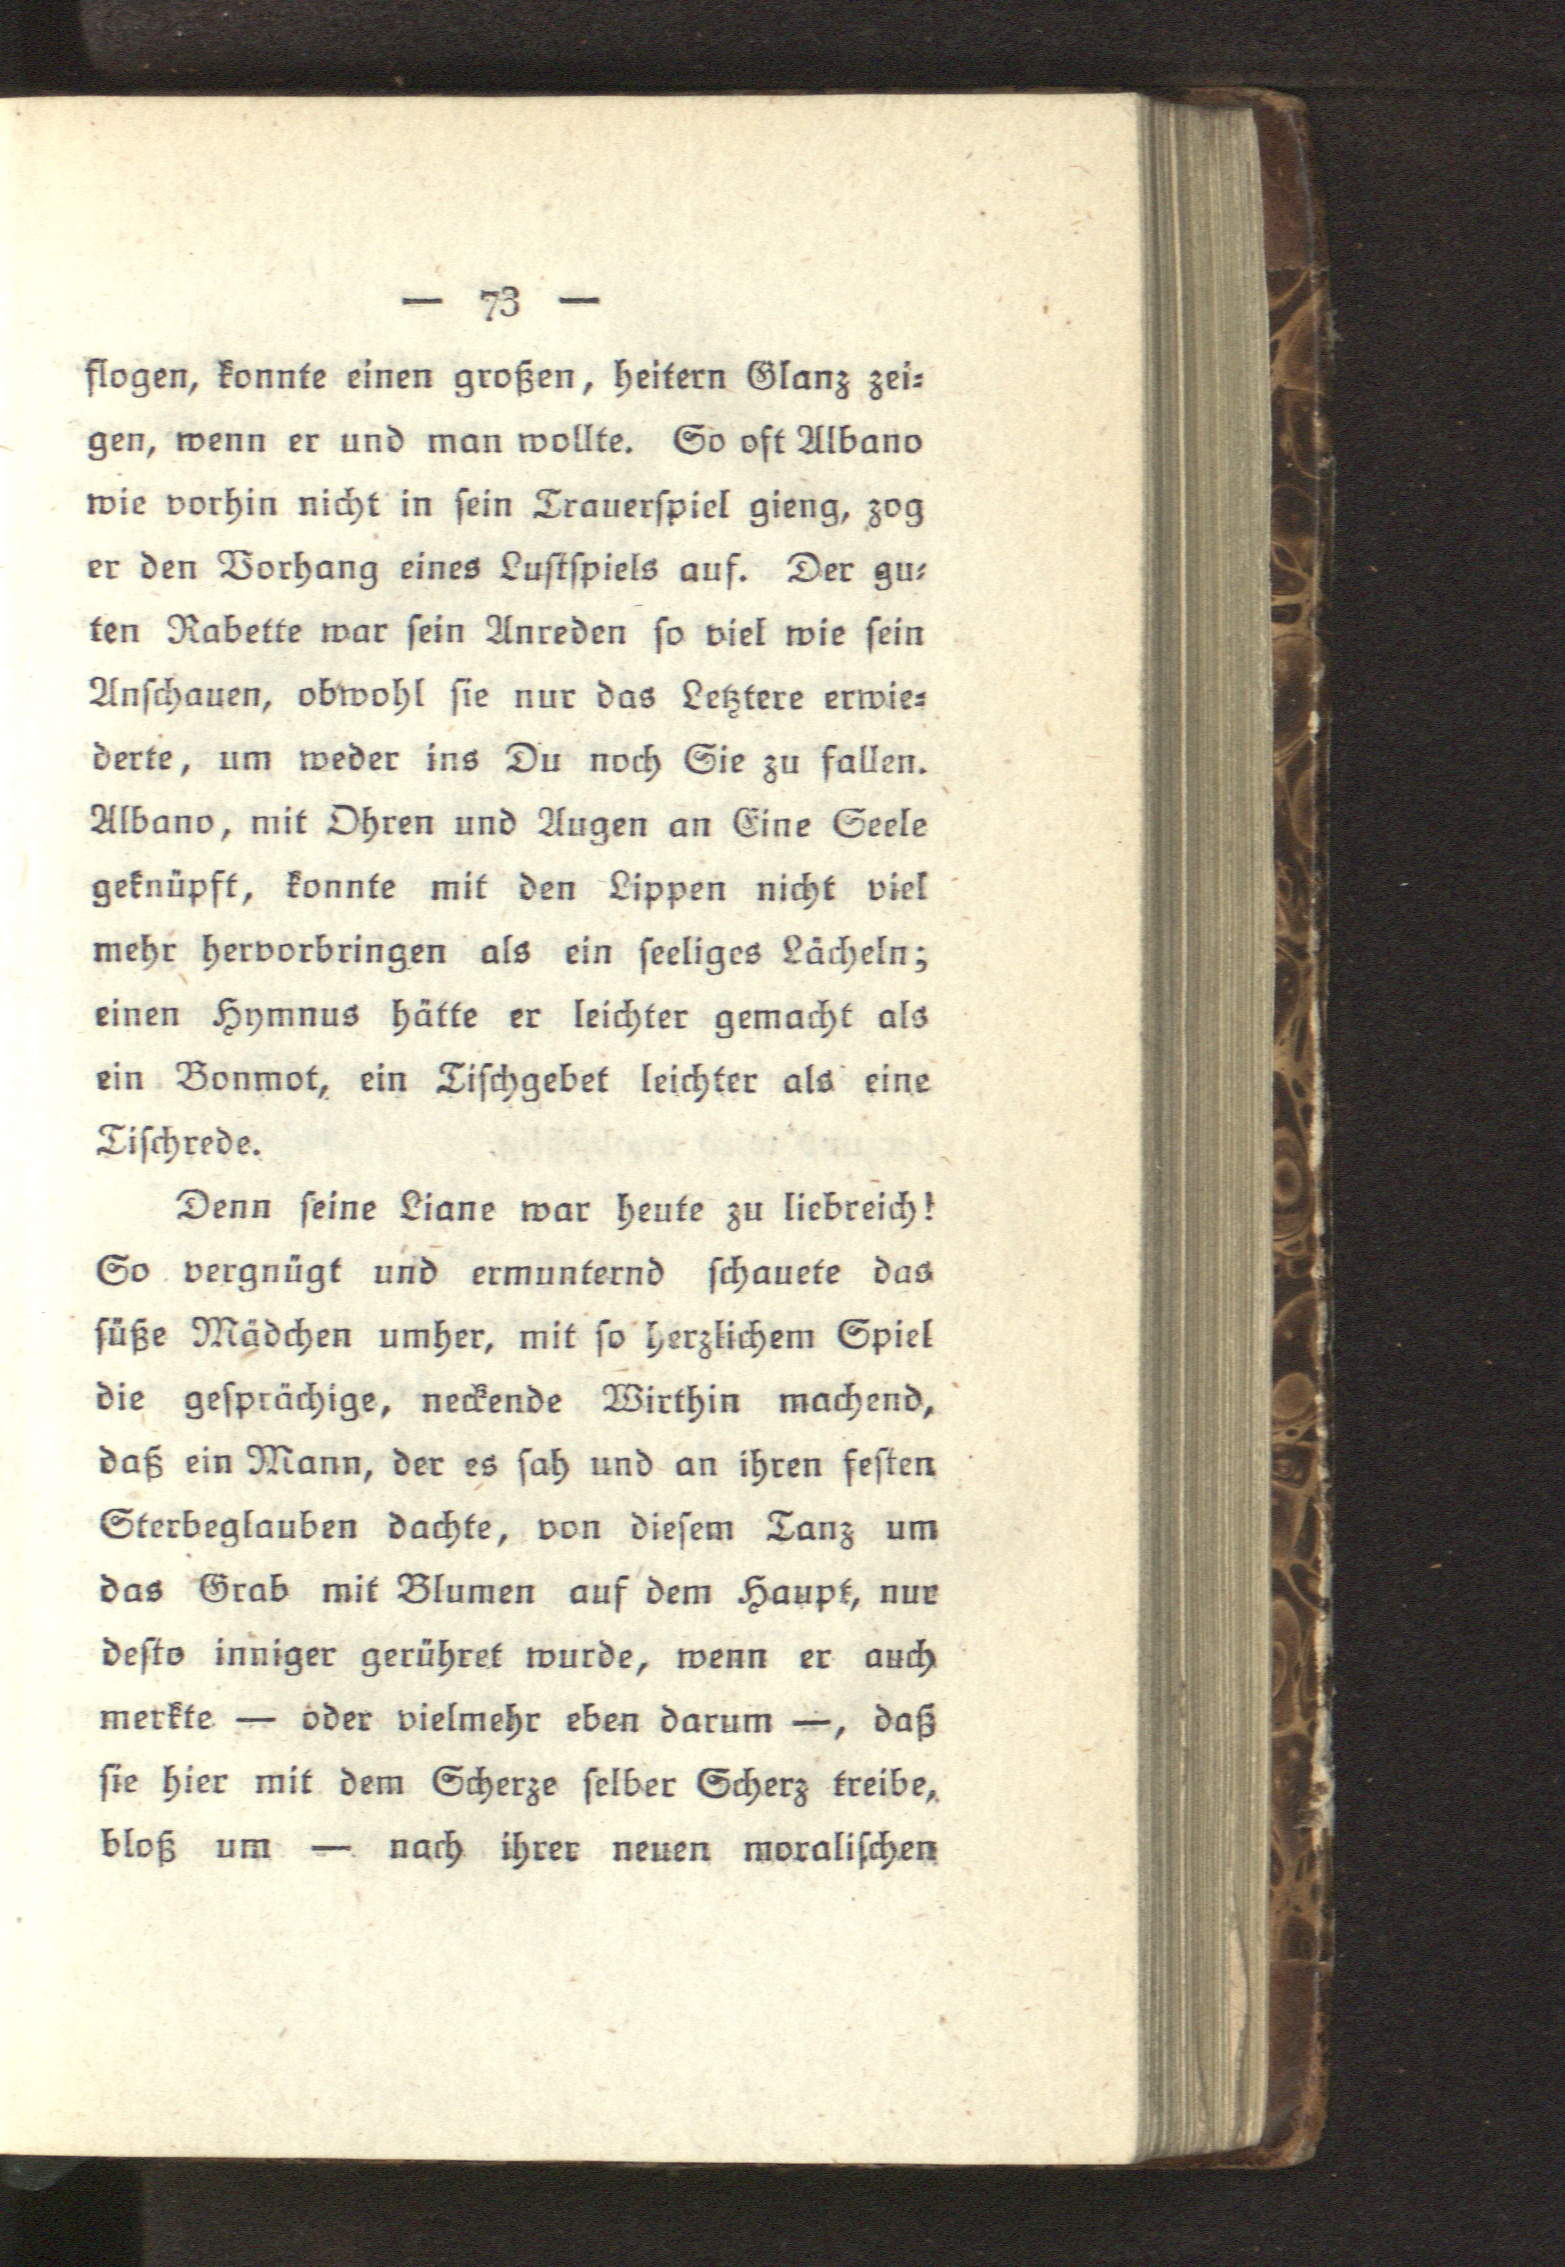 — 73 —
flogen, konnte einen großen, heitern Glanz zei⸗
gen, wenn er und man wollte. So oft Albano
wie vorhin nicht in ſein Trauerſpiel gieng, zog
er den Vorhang eines Luſtſpiels auf. Der gu⸗
ten Rabette war ſein Anreden ſo viel wie ſein
Anſchauen, obwohl ſie nur das Letztere erwie⸗
derte, um weder ins Du noch Sie zu fallen.
Albano, mit Ohren und Augen an Eine Seele
geknüpft, konnte mit den Lippen nicht viel
mehr hervorbringen als ein ſeeliges Lächeln;
einen Hymnus hätte er leichter gemacht als
ein Bonmot, ein Tiſchgebet leichter als eine
Tiſchrede.
Denn ſeine Liane war heute zu liebreich!
So vergnügt und ermunternd ſchauete das
ſüße Mädchen umher, mit ſo herzlichem Spiel
die geſprächige, neckende Wirthin machend,
daß ein Mann, der es ſah und an ihren feſten
Sterbeglauben dachte, von dieſem Tanz um
das Grab mit Blumen auf dem Haupt, nur
deſto inniger gerühret wurde, wenn er auch
merkte — oder vielmehr eben darum —, daß
ſie hier mit dem Scherze ſelber Scherz treibe,
bloß um — nach ihrer neuen moraliſchen